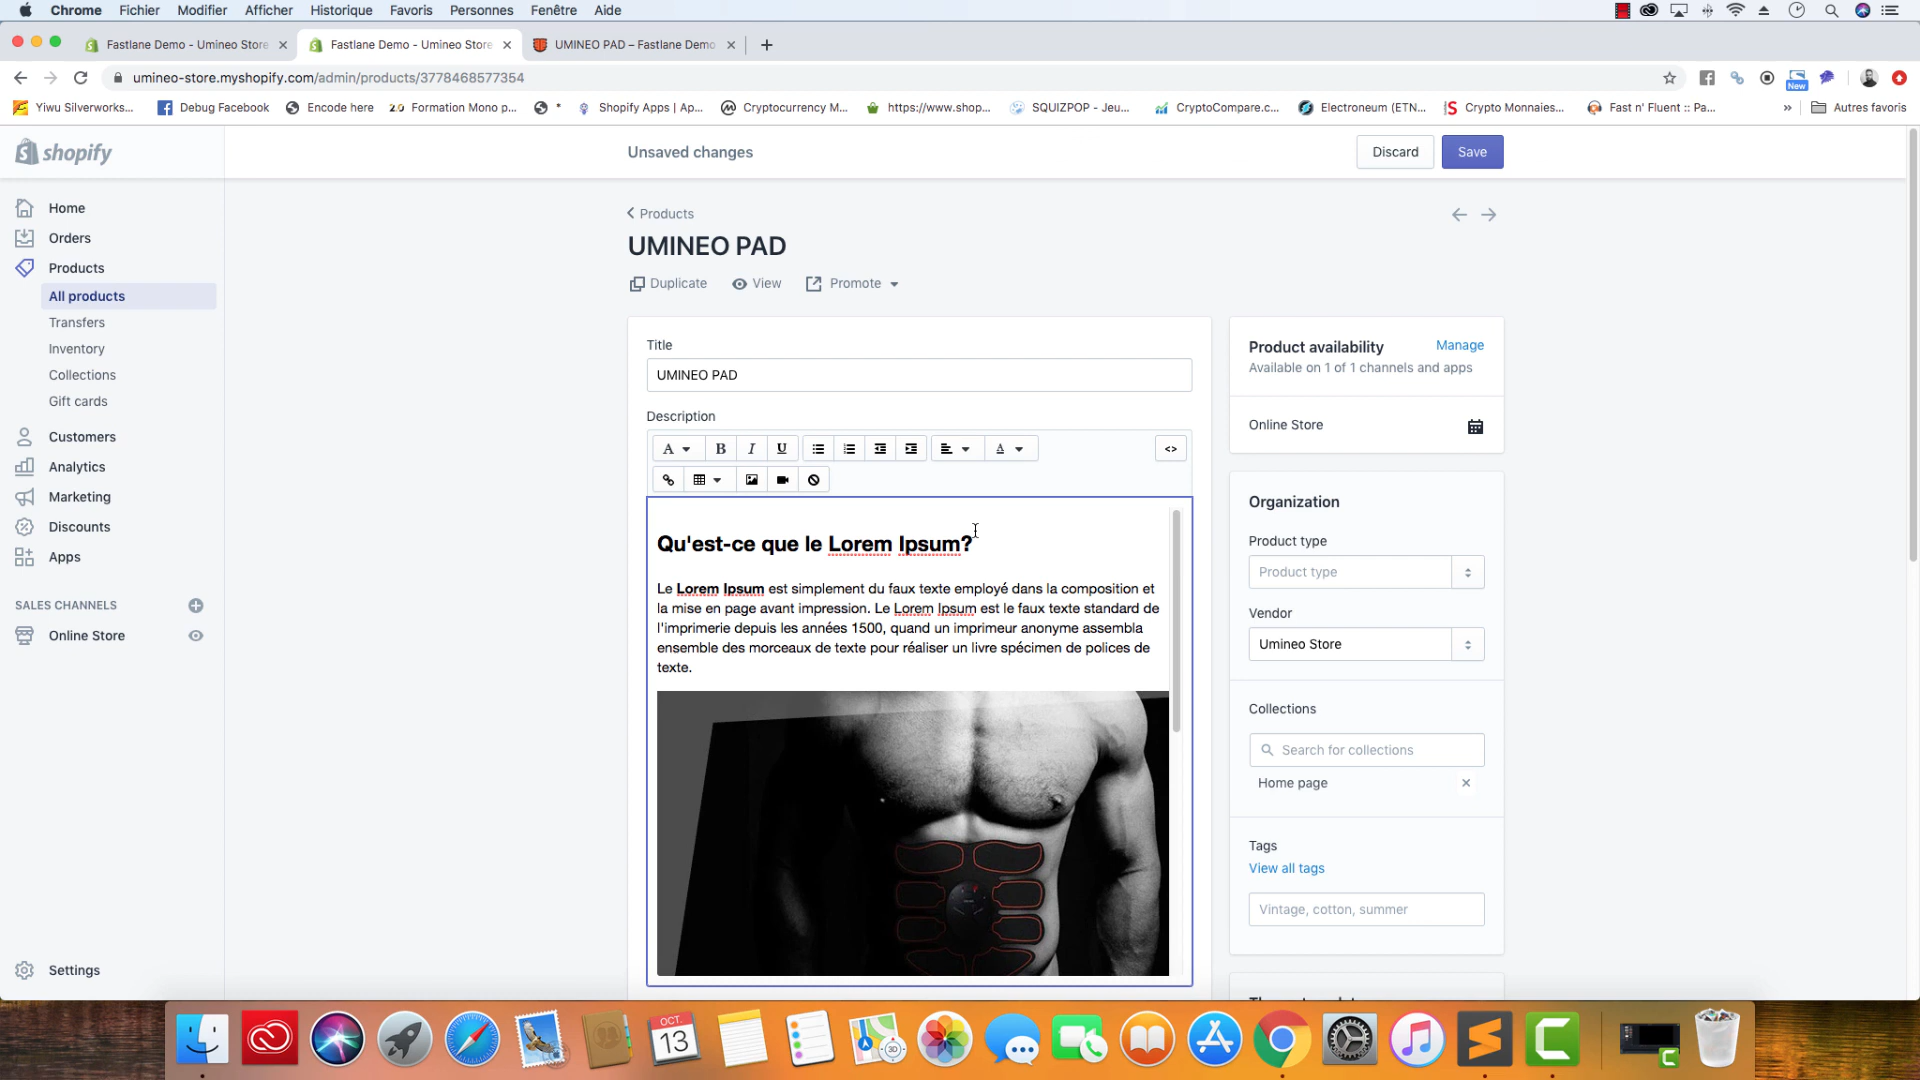 Chrome Fichier Modifier Afficher Historique Favoris Personnes Fenêtre Aide
Fastlane Demo - Umineo Store
Fastlane Demo - Umineo Store
UMINEO PAD – Fastlane Demo
umineo-store.myshopify.com/admin/products/3778468577354
New
Yiwu Silverworks...
Debug Facebook
Encode here
2.0 Formation Mono p...
*
Shopify Apps | Ap...
Cryptocurrency M...
https://www.shop...
SQUIZPOP - Jeu...
CryptoCompare.c...
Electroneum (ETN...
Crypto Monnaies...
Fast n' Fluent :: Pa...
»
Autres favoris
shopify
Unsaved changes
Discard
Save
Home
Orders
Products
All products
Transfers
Inventory
Collections
Gift cards
Customers
Analytics
Marketing
Discounts
Apps
SALES CHANNELS
Online Store
Settings
Products
UMINEO PAD
Duplicate
View
Promote
Title
UMINEO PAD
Description
A B I U A <>
Qu'est-ce que le Lorem Ipsum?
Le Lorem Ipsum est simplement du faux texte employé dans la composition et
la mise en page avant impression. Le Lorem Ipsum est le faux texte standard de
l'imprimerie depuis les années 1500, quand un imprimeur anonyme assembla
ensemble des morceaux de texte pour réaliser un livre spécimen de polices de
texte.
Product availability
Manage
Available on 1 of 1 channels and apps
Online Store
Organization
Product type
Product type
Vendor
Umineo Store
Collections
Search for collections
Home page
Tags
View all tags
Vintage, cotton, summer
OCT.
13
3D